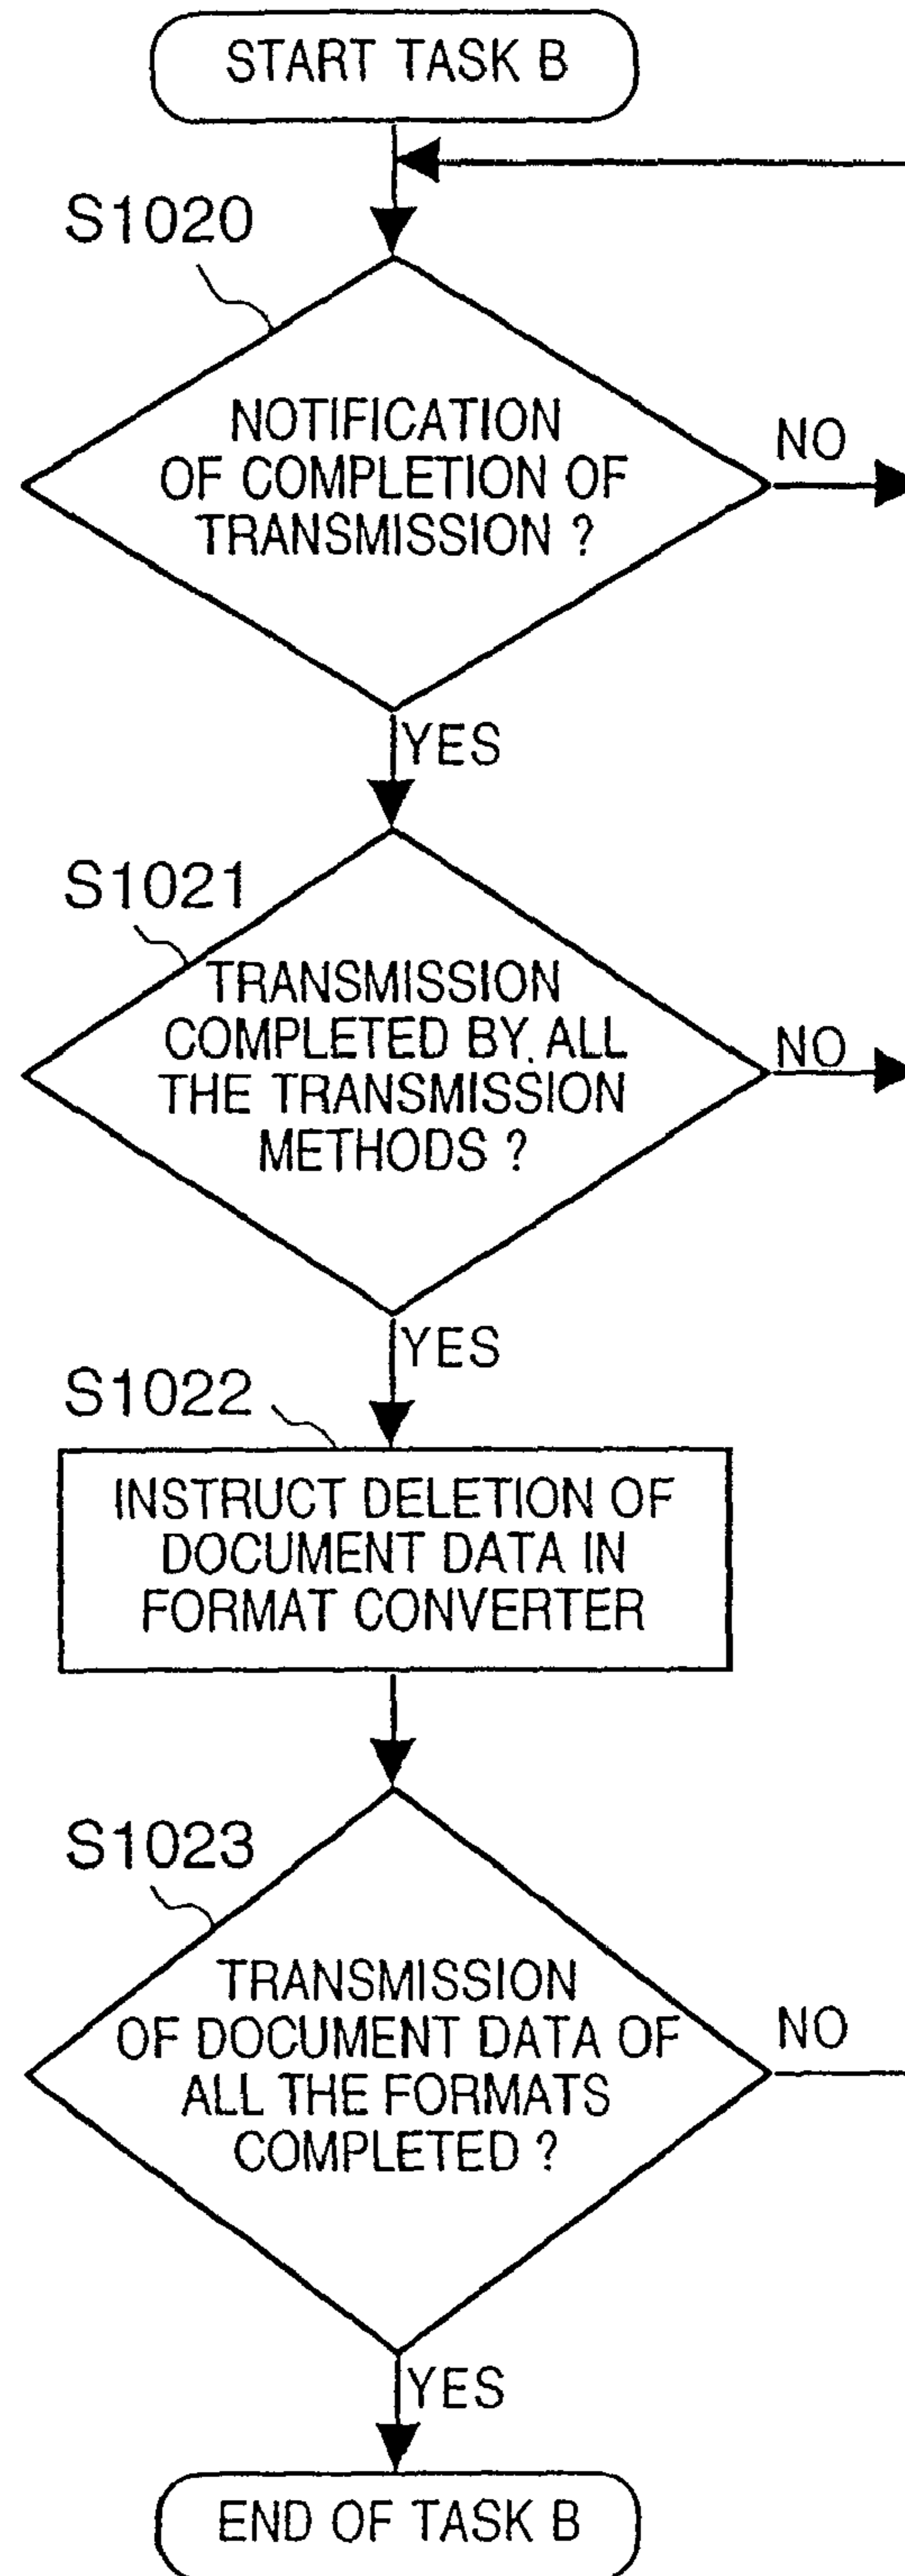 START TASK B
S1020
NOTIFICATION
OF COMPLETION OF
TRANSMISSION ?
NO
YES
S1021
TRANSMISSION
COMPLETED BY ALL
THE TRANSMISSION
METHODS ?
NO
YES
S1022
INSTRUCT DELETION OF
DOCUMENT DATA IN
FORMAT CONVERTER
S1023
TRANSMISSION
OF DOCUMENT DATA OF
ALL THE FORMATS
COMPLETED ?
NO
YES
END OF TASK B